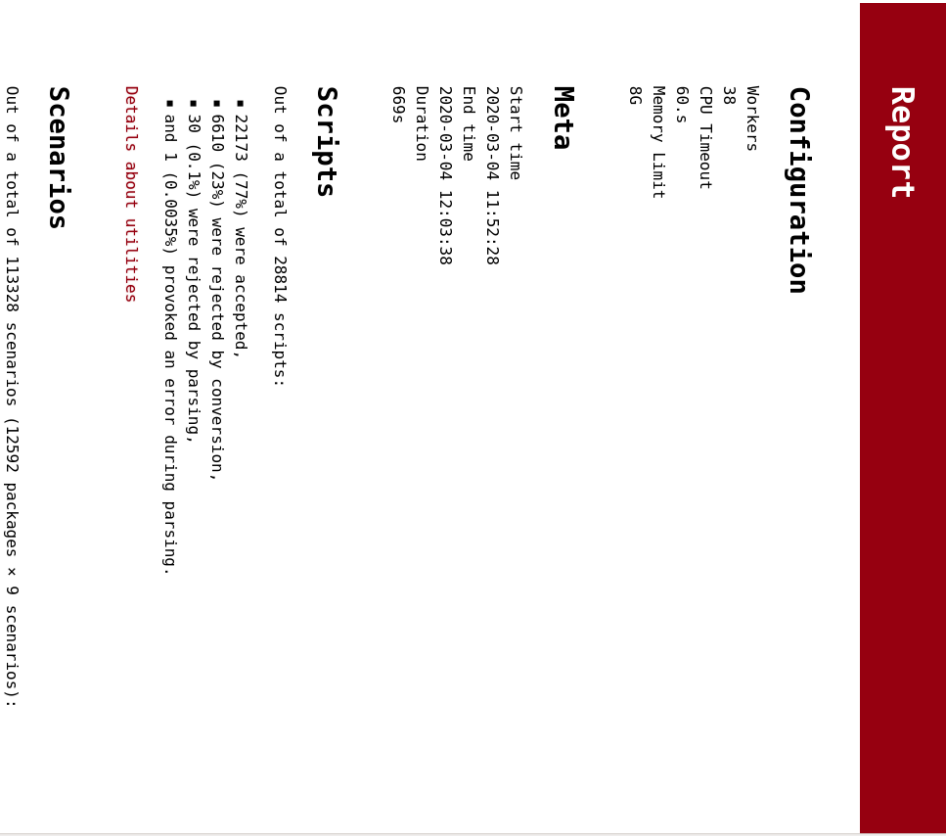 Report
Configuration
Workers
38
CPU Timeout
60.s
Memory Limit
8G
Meta
Start time
2020-03-04 11:52:28
End time
2020-03-04 12:03:38
Duration
669s
Scripts
Out of a total of 28814 scripts:
▪ 22173 (77%) were accepted,
▪ 6610 (23%) were rejected by conversion,
▪ 30 (0.1%) were rejected by parsing,
▪ and 1 (0.0035%) provoked an error during parsing.
Details about utilities
Scenarios
Out of a total of 113328 scenarios (12592 packages × 9 scenarios):